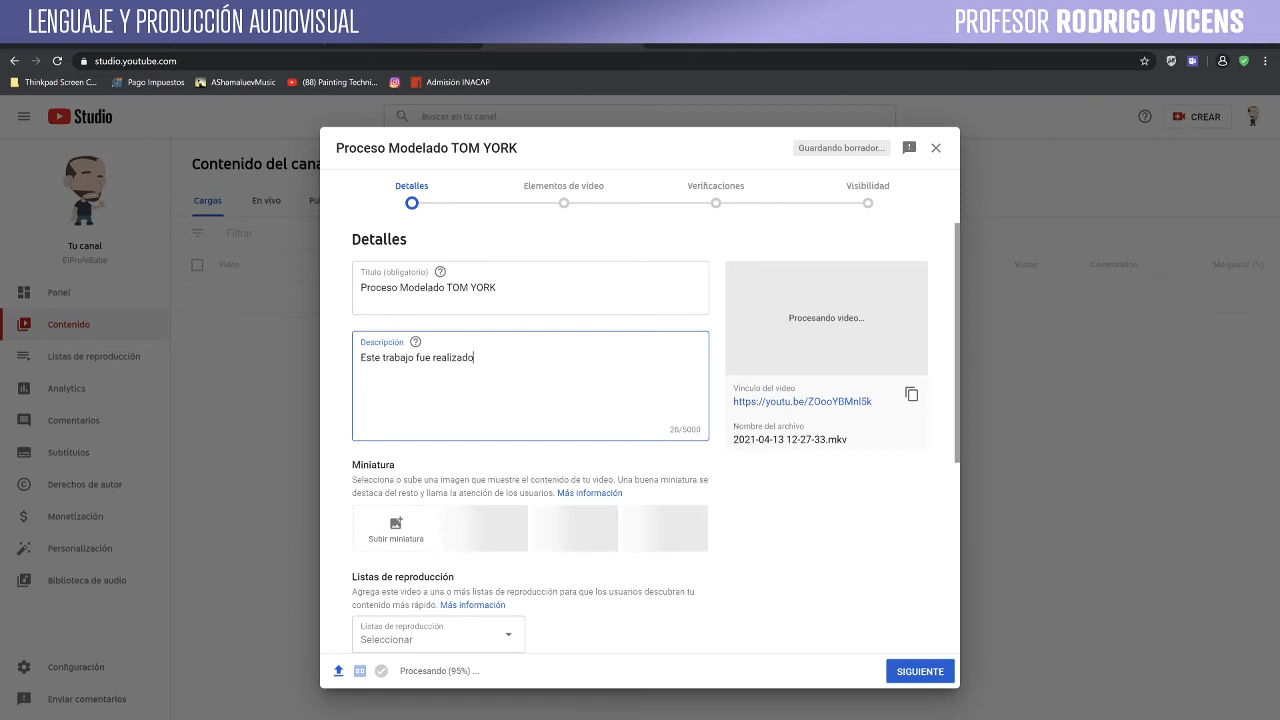 LENGUAJE Y PRODUCCIÓN AUDIOVISUAL
PROFESOR RODRIGO VICENS
studio.youtube.com
Thinkpad Screen C... Pago Impuestos AShamaluevMusic (88) Painting Techni... Admisión INACAP
Studio
Buscar en tu canal
CREAR
Contenido del cana
Cargas En vivo Pu
Filtrar
Video
Vistas Comentarios "Me gusta" (%)
Tu canal
ElProfeSabe
Panel
Contenido
Listas de reproducción
Analytics
Comentarios
Subtítulos
Derechos de autor
Monetización
Personalización
Biblioteca de audio
Configuración
Enviar comentarios
Proceso Modelado TOM YORK
Guardando borrador...
Detalles
Elementos de video
Verificaciones
Visibilidad
Detalles
Título (obligatorio)
Proceso Modelado TOM YORK
Descripción
Este trabajo fue realizado
26/5000
Procesando video...
Vínculo del video
https://youtu.be/ZOooYBMnl5k
Nombre del archivo
2021-04-13 12-27-33.mkv
Miniatura
Selecciona o sube una imagen que muestre el contenido de tu video. Una buena miniatura se
destaca del resto y llama la atención de los usuarios. Más información
Subir miniatura
Listas de reproducción
Agrega este video a una o más listas de reproducción para que los usuarios descubran tu
contenido más rápido. Más información
Listas de reproducción
Seleccionar
Procesando (95%) ...
SIGUIENTE